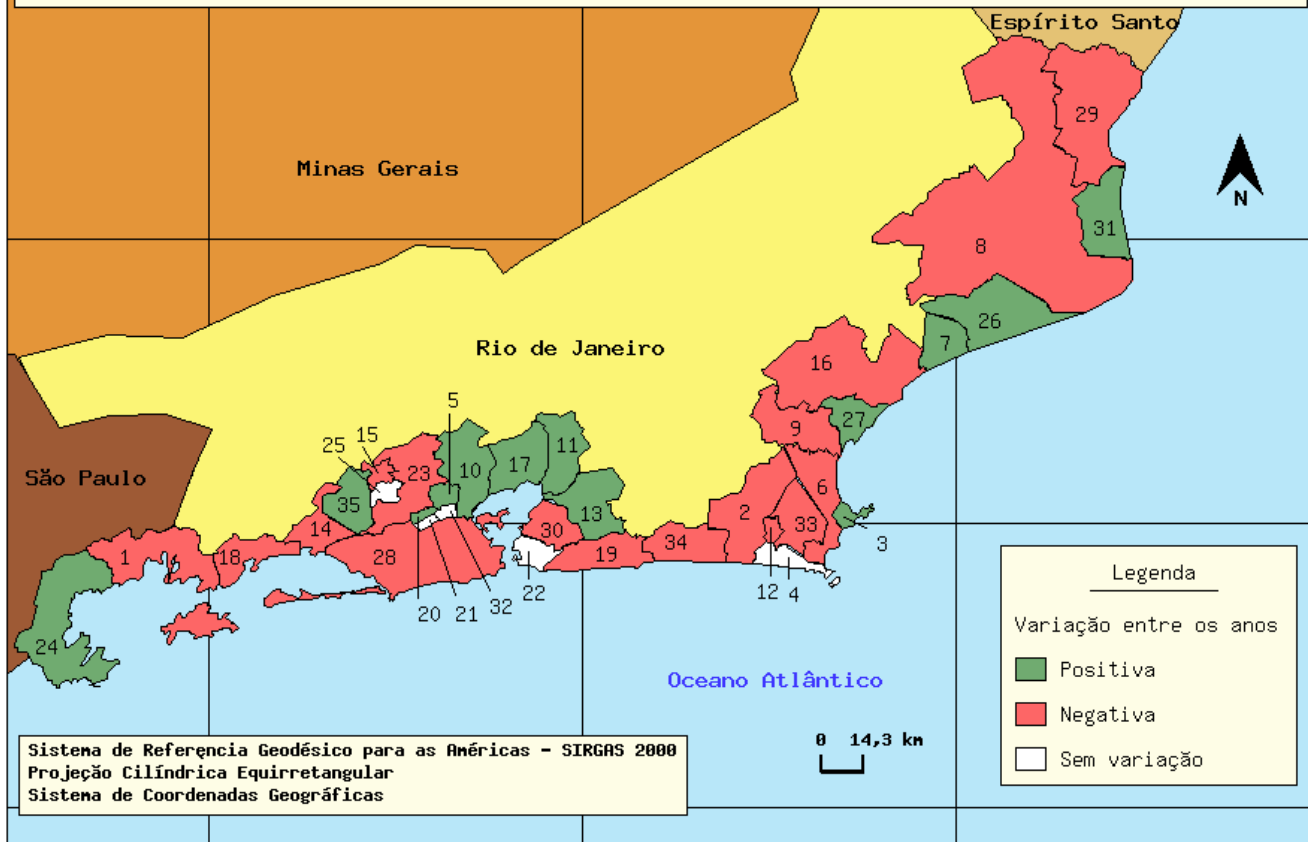 Espírito Santo
29
Minas Gerais
N
31
8
26
7
Rio de Janeiro
16
5
27
15
25
11
9
17
10
23
São Paulo
6
35
13
2
14
30
33
1
18
28
19
34
3
12
4
22
32
21
20
24
Oceano Atlântico
0 14,3 km
Legenda
Variação entre os anos
Positiva
Negativa
Sem variação
Sistema de Referençia Geodésico para as Américas - SIRGAS 2000
Projeção Cilíndrica Equirretangular
Sistema de Coordenadas Geográficas